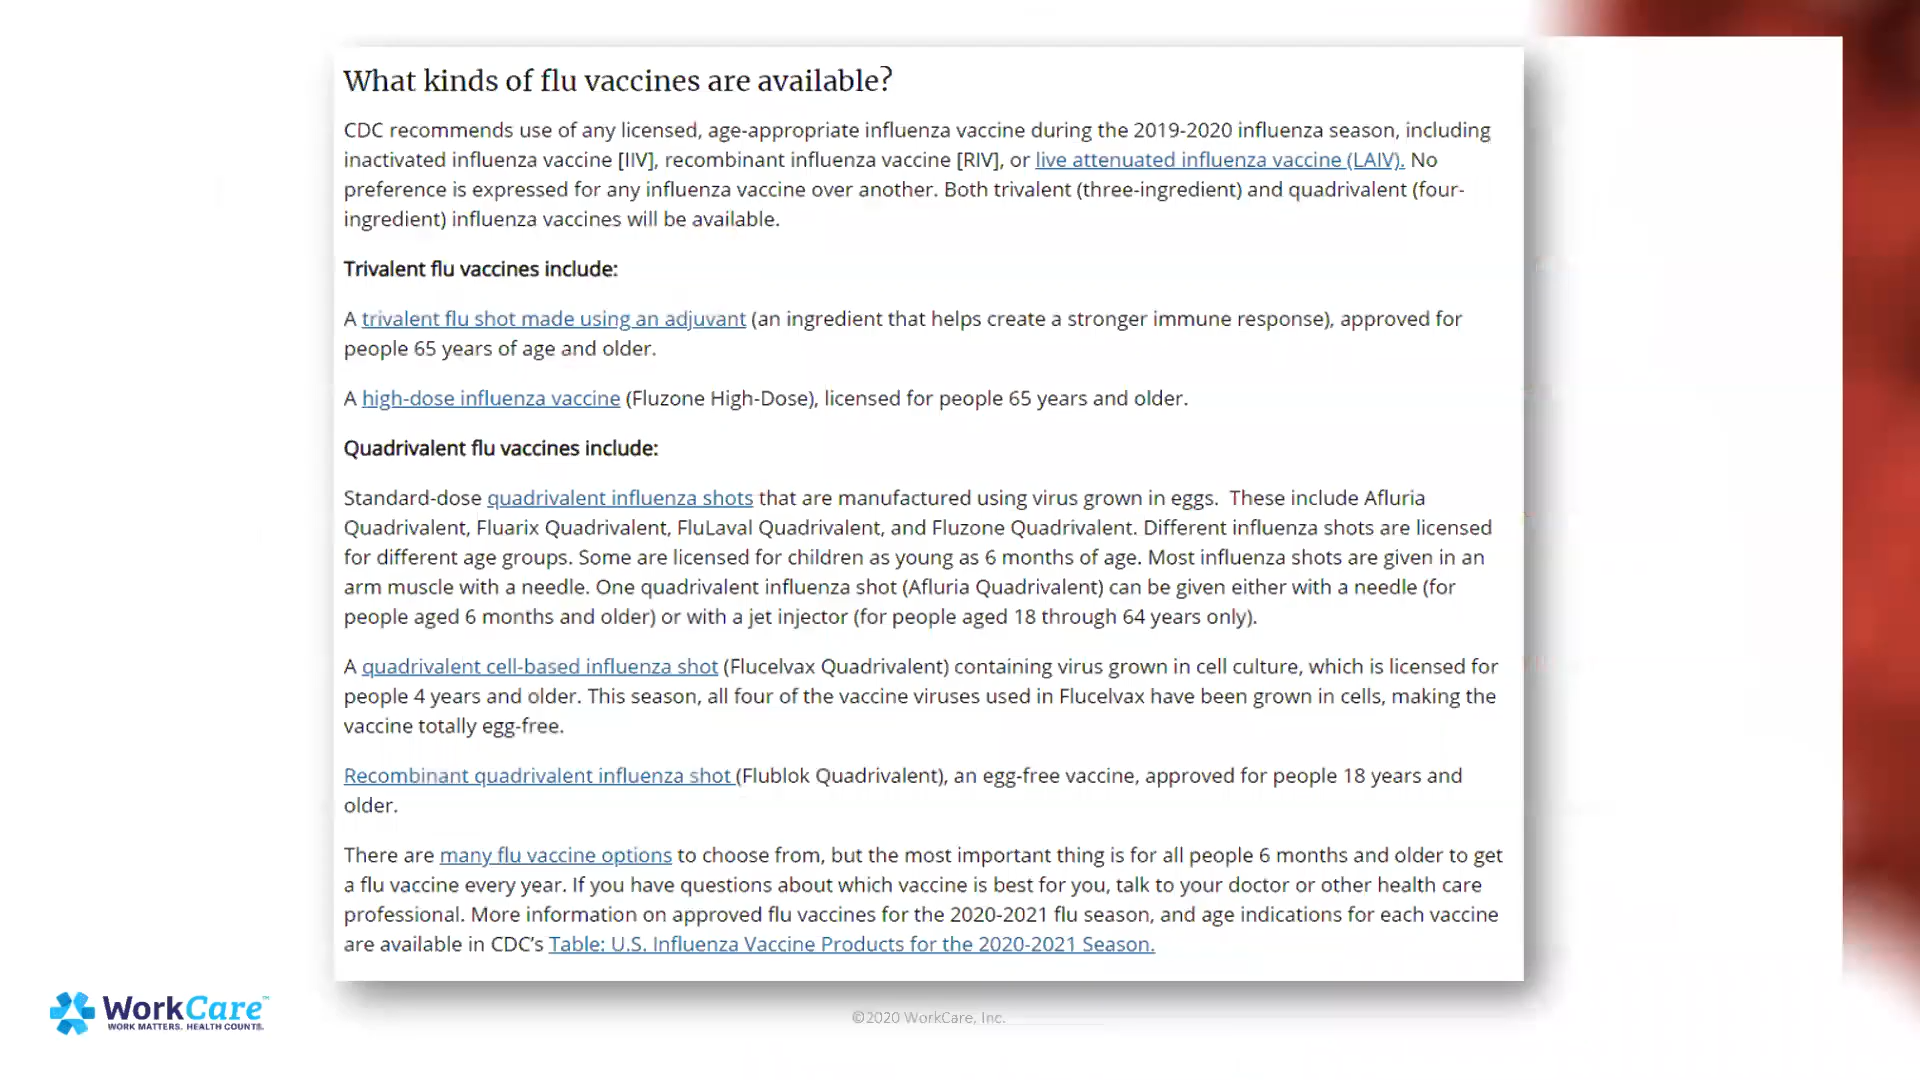 What kinds of flu vaccines are available?
CDC recommends use of any licensed, age-appropriate influenza vaccine during the 2019-2020 influenza season, including
inactivated influenza vaccine [IIV], recombinant influenza vaccine [RIV], or live attenuated influenza vaccine (LAIV). No
preference is expressed for any influenza vaccine over another. Both trivalent (three-ingredient) and quadrivalent (four-
ingredient) influenza vaccines will be available.
Trivalent flu vaccines include:
A trivalent flu shot made using an adjuvant (an ingredient that helps create a stronger immune response), approved for
people 65 years of age and older.
A high-dose influenza vaccine (Fluzone High-Dose), licensed for people 65 years and older.
Quadrivalent flu vaccines include:
Standard-dose quadrivalent influenza shots that are manufactured using virus grown in eggs. These include Afluria
Quadrivalent, Fluarix Quadrivalent, FluLaval Quadrivalent, and Fluzone Quadrivalent. Different influenza shots are licensed
for different age groups. Some are licensed for children as young as 6 months of age. Most influenza shots are given in an
arm muscle with a needle. One quadrivalent influenza shot (Afluria Quadrivalent) can be given either with a needle (for
people aged 6 months and older) or with a jet injector (for people aged 18 through 64 years only).
A quadrivalent cell-based influenza shot (Flucelvax Quadrivalent) containing virus grown in cell culture, which is licensed for
people 4 years and older. This season, all four of the vaccine viruses used in Flucelvax have been grown in cells, making the
vaccine totally egg-free.
Recombinant quadrivalent influenza shot (Flublok Quadrivalent), an egg-free vaccine, approved for people 18 years and
older.
There are many flu vaccine options to choose from, but the most important thing is for all people 6 months and older to get
a flu vaccine every year. If you have questions about which vaccine is best for you, talk to your doctor or other health care
professional. More information on approved flu vaccines for the 2020-2021 flu season, and age indications for each vaccine
are available in CDC's Table: U.S. Influenza Vaccine Products for the 2020-2021 Season.
WorkCare™
WORK MATTERS. HEALTH COUNTS.
©2020 WorkCare, Inc.